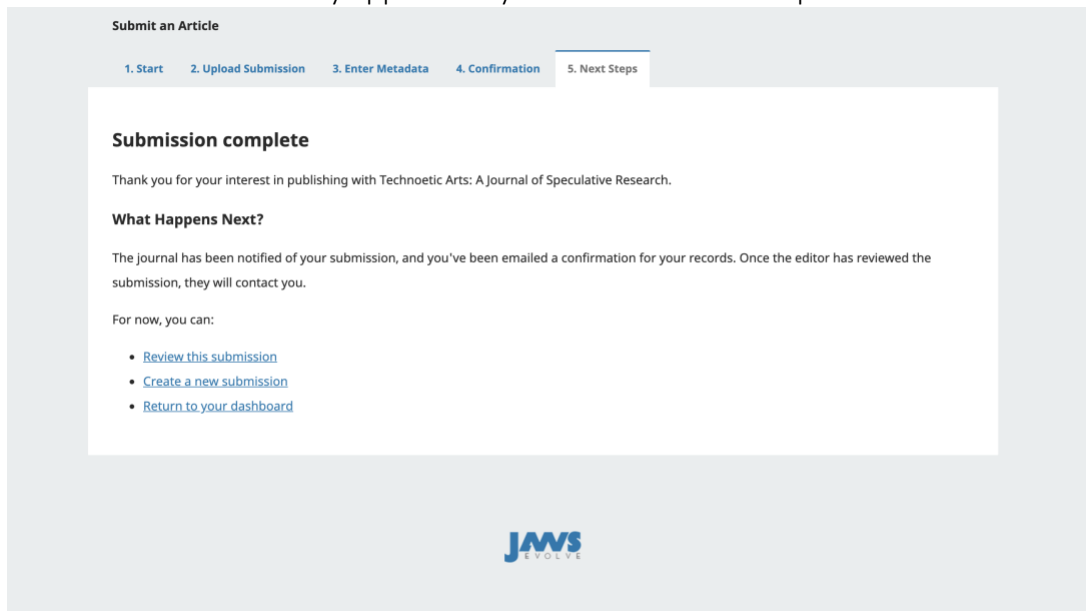 Submit an Article
1. Start 2. Upload Submission 3. Enter Metadata 4. Confirmation 5. Next Steps
Submission complete
Thank you for your interest in publishing with Technoetic Arts: A Journal of Speculative Research.
What Happens Next?
The journal has been notified of your submission, and you've been emailed a confirmation for your records. Once the editor has reviewed the
submission, they will contact you.
For now, you can:
• Review this submission
• Create a new submission
• Return to your dashboard
JAWS
EVOLVE